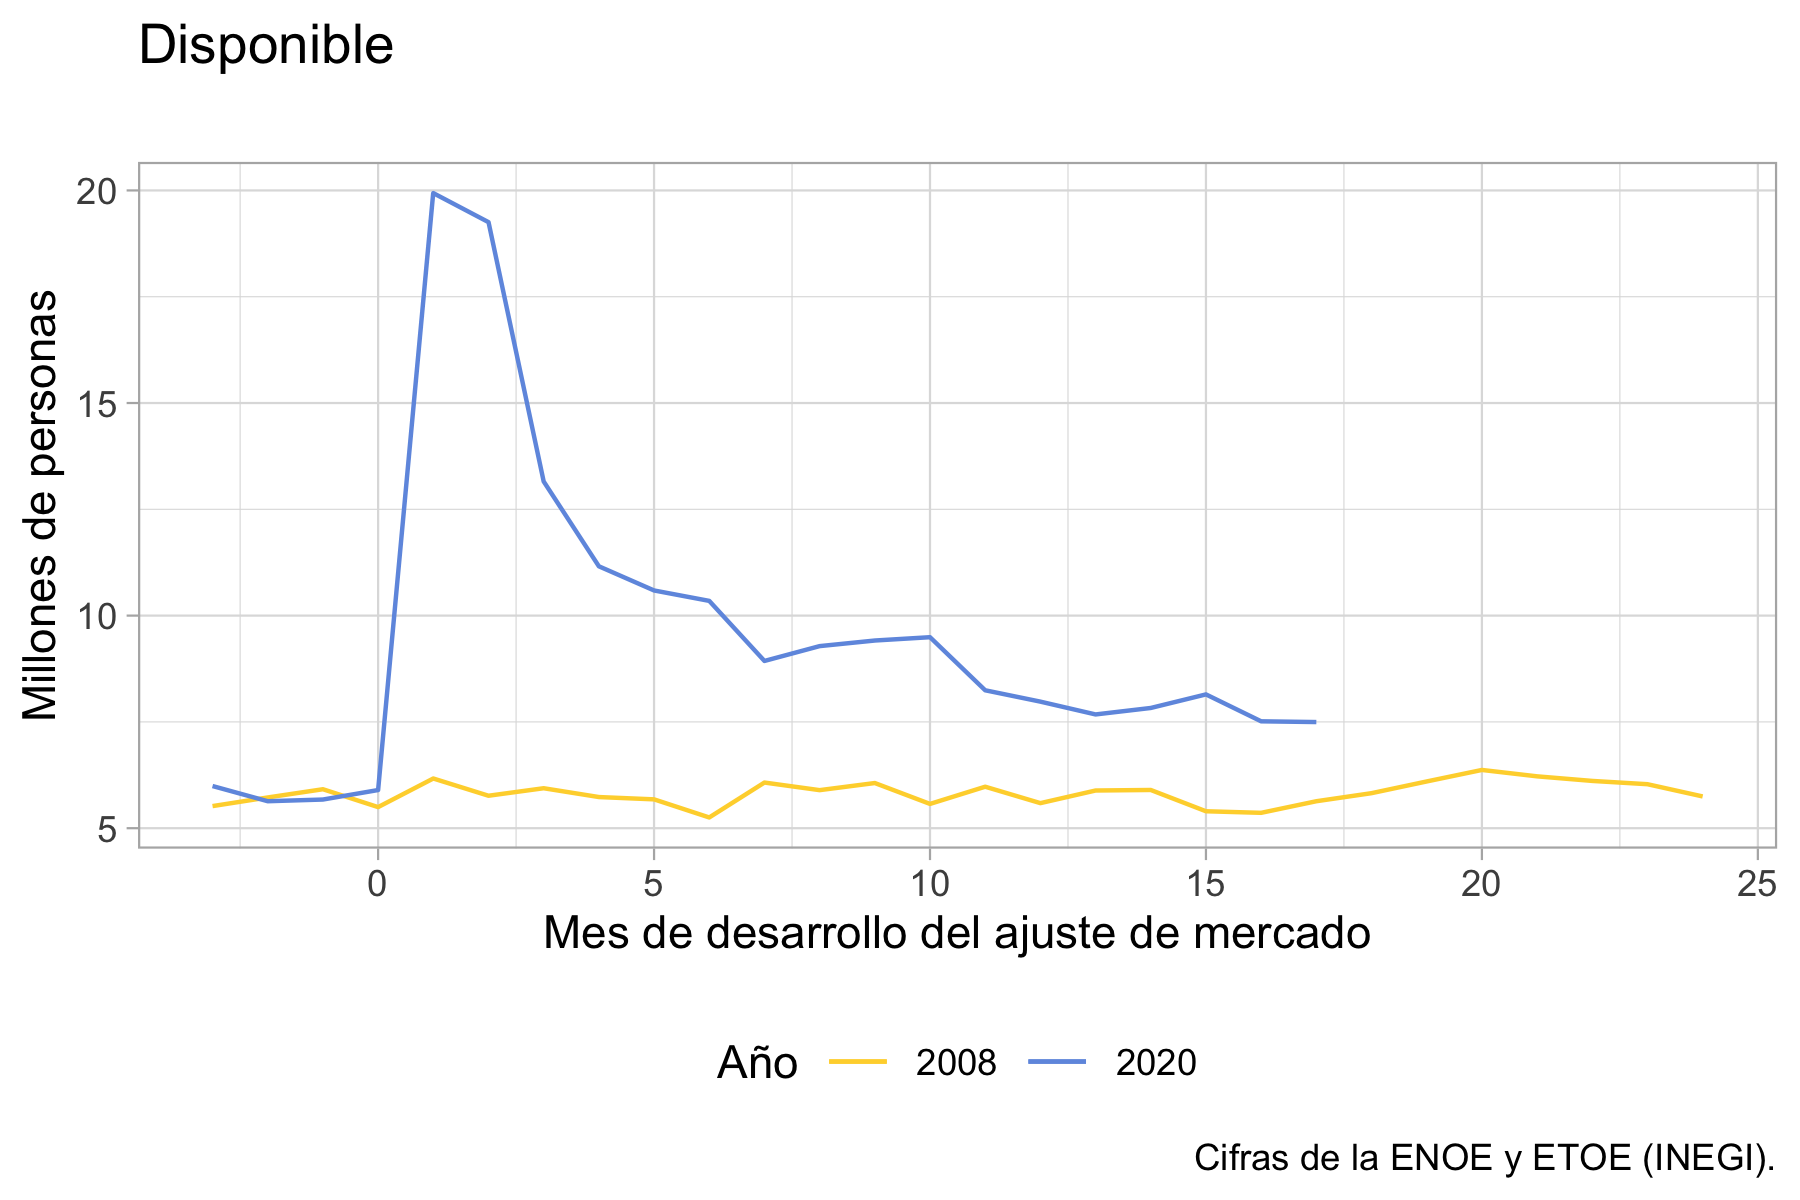 Disponible
Millones de personas
20
15
10
5
0 5 10 15 20 25
Mes de desarrollo del ajuste de mercado
Año 2008 2020
Cifras de la ENOE y ETOE (INEGI).